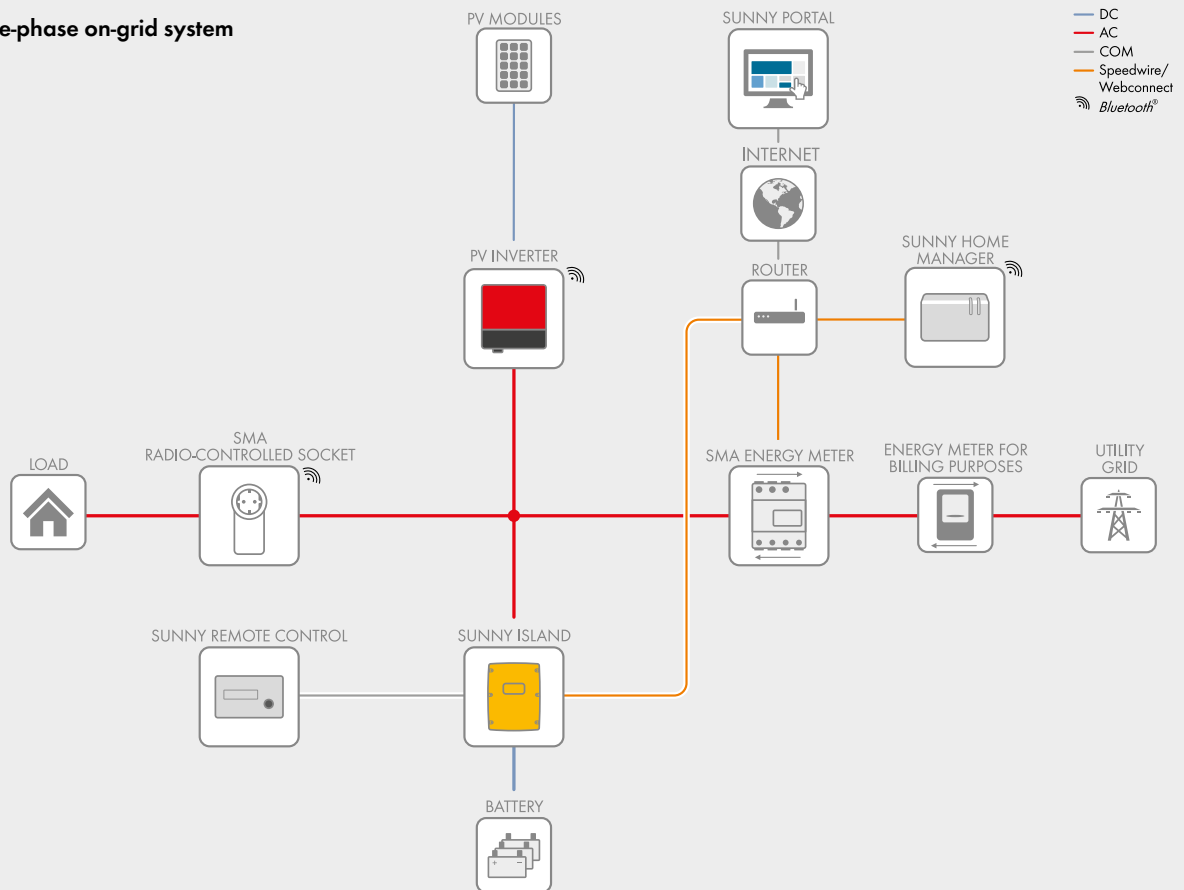 e-phase on-grid system
PV MODULES
SUNNY PORTAL
DC
AC
COM
Speedwire/
Webconnect
Bluetooth®
INTERNET
PV INVERTER
ROUTER
SUNNY HOME
MANAGER
LOAD
SMA
RADIO-CONTROLLED SOCKET
SMA ENERGY METER
ENERGY METER FOR
BILLING PURPOSES
UTILITY
GRID
SUNNY REMOTE CONTROL
SUNNY ISLAND
BATTERY
+ −